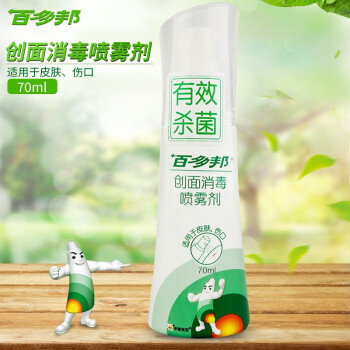 百多邦
创面消毒喷雾剂
适用于皮肤、伤口
70ml
有效
杀菌
百多邦
创面消毒
喷雾剂
适用于皮肤、伤口
70ml